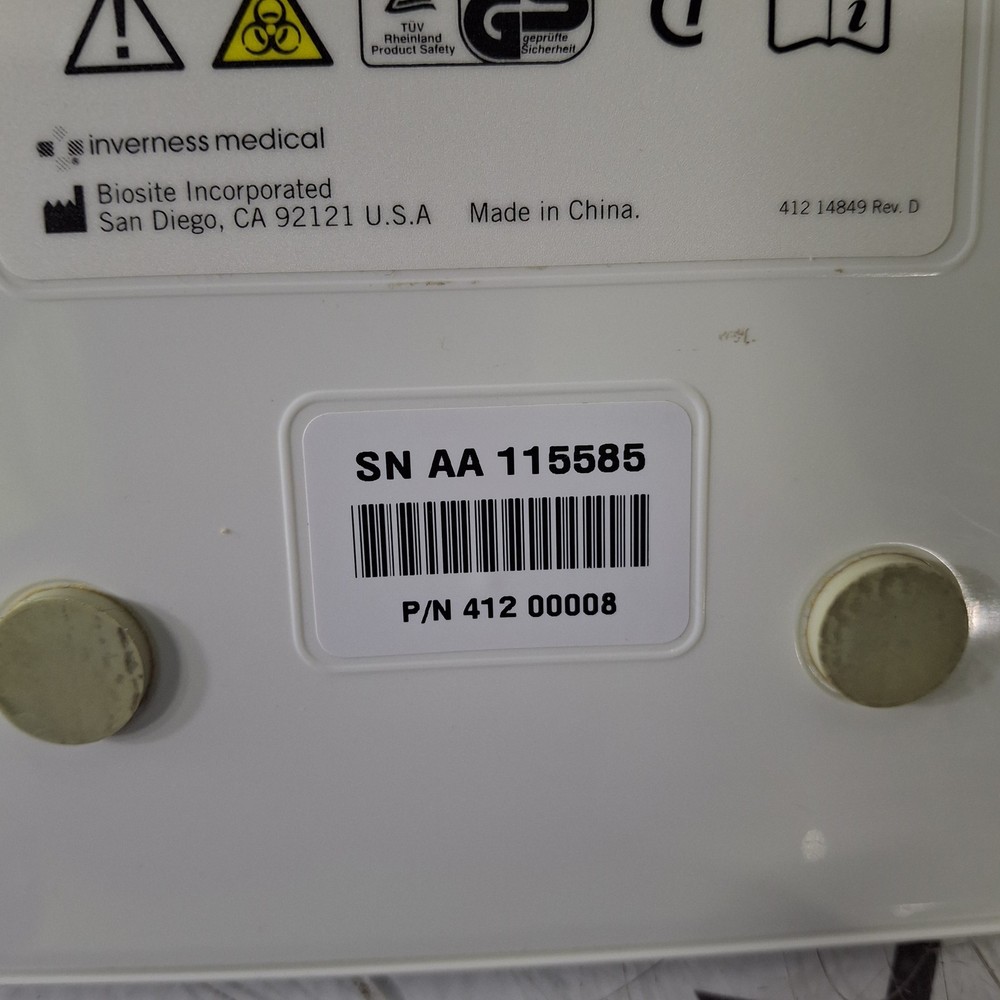 TÜV
Rheinland
Product Safety
geprüfte
Sicherheit
i
inverness medical
Biosite Incorporated
San Diego, CA 92121 U.S.A
Made in China.
412 14849 Rev. D
SN AA 115585
P/N 412 00008